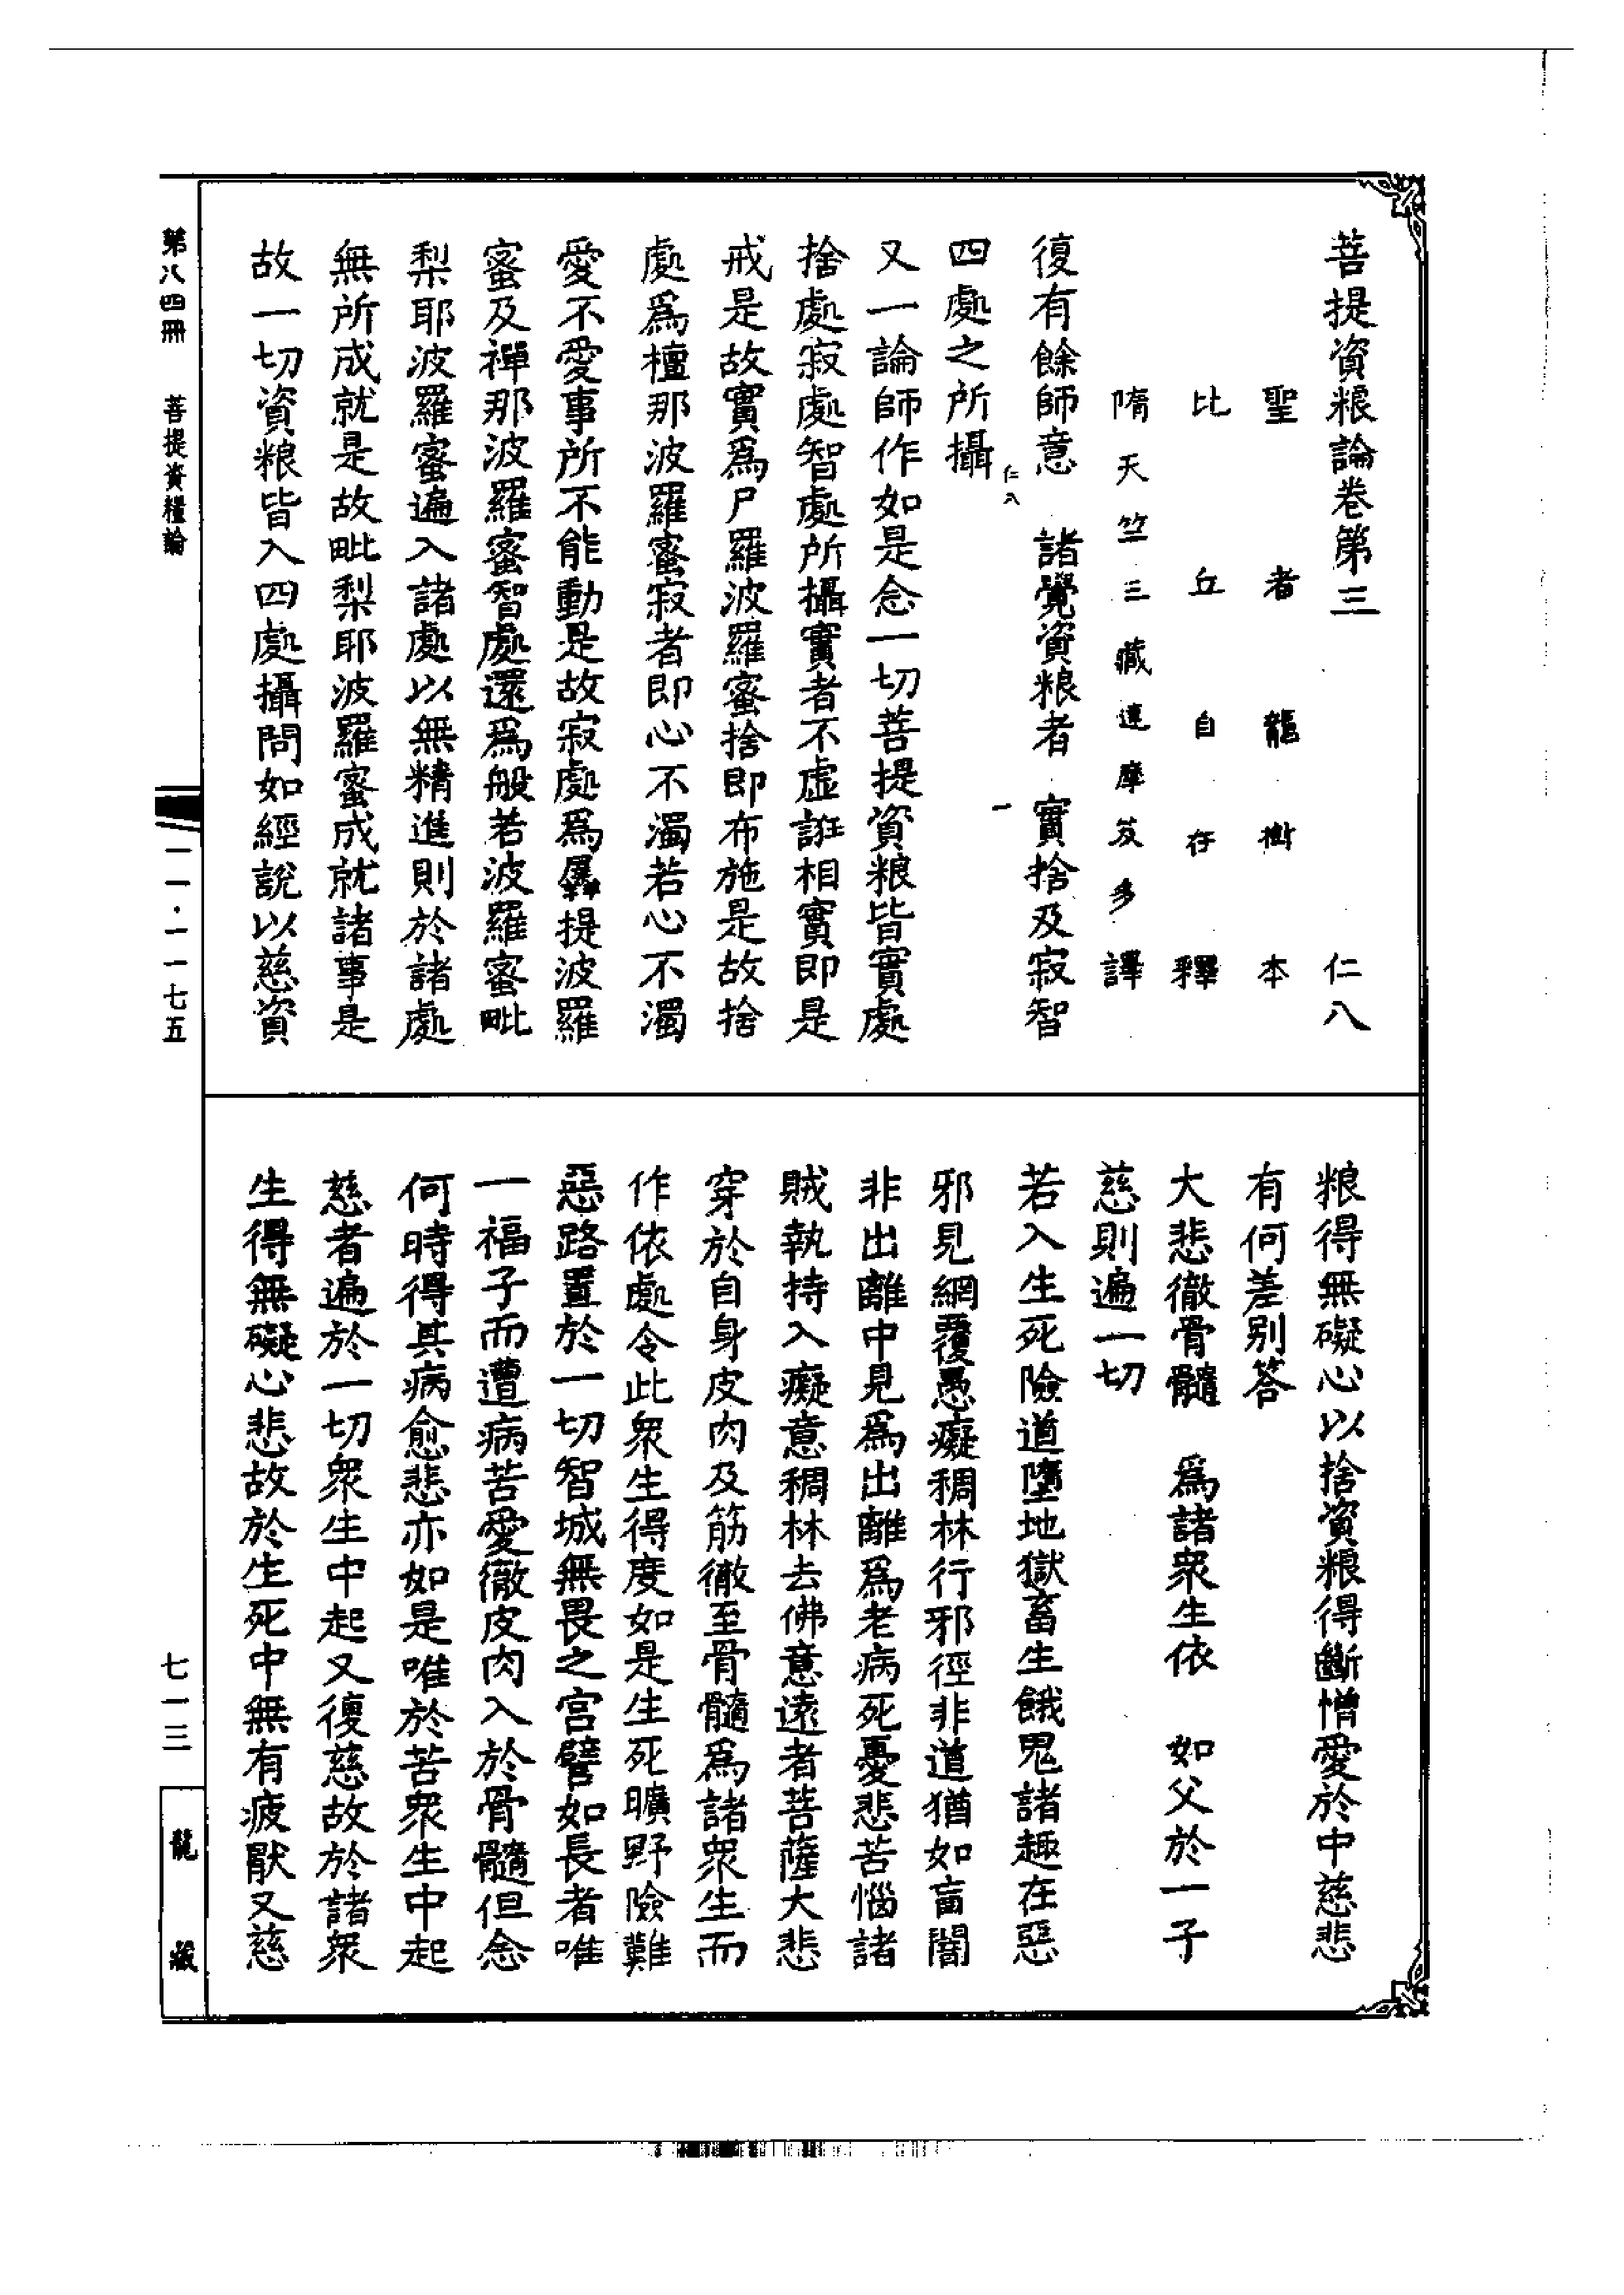 菩提資粮論卷第三　仁八
聖者龍樹本
比丘自在釋
隋天竺三藏達摩笈多譯
復有餘師意　諸覺資粮者　實捨及寂智
四處之所攝
仁八　一
又一論師作如是念一切菩提資粮皆實處
捨處寂處智處所攝實者不虛誑相實即是
戒是故實爲尸羅波羅蜜捨即布施是故捨
處爲檀那波羅蜜寂者即心不濁若心不濁
愛不愛事所不能動是故寂處爲羼提波羅
蜜及禪那波羅蜜智處還爲般若波羅蜜毗
梨耶波羅蜜遍入諸處以無精進則於諸處
無所成就是故毗梨耶波羅蜜成就諸事是
故一切資粮皆入四處攝問如經說以慈資
粮得無礙心以捨資粮得斷憎愛於中慈悲
有何差别答
大悲徹骨髓　爲諸衆生依　如父於一子
慈則遍一切
若入生死險道墮地獄畜生餓鬼諸趣在惡
邪見網覆愚癡稠林行邪徑非道猶如盲闇
非出離中見爲出離爲老病死憂悲苦惱諸
賊執持入癡意稠林去佛意遠者菩薩大悲
穿於自身皮肉及筋徹至骨髓爲諸衆生而
作依處令此衆生得度如是生死曠野險難
惡路置於一切智城無畏之宮譬如長者唯
一福子而遭病苦愛徹皮肉入於骨髓但念
何時得其病愈悲亦如是唯於苦衆生中起
慈者遍於一切衆生中起又復慈故於諸衆
生得無礙心悲故於生死中無有疲厭又慈
第八四冊　菩提資糧論
一一·一一七五
七一三
龍藏